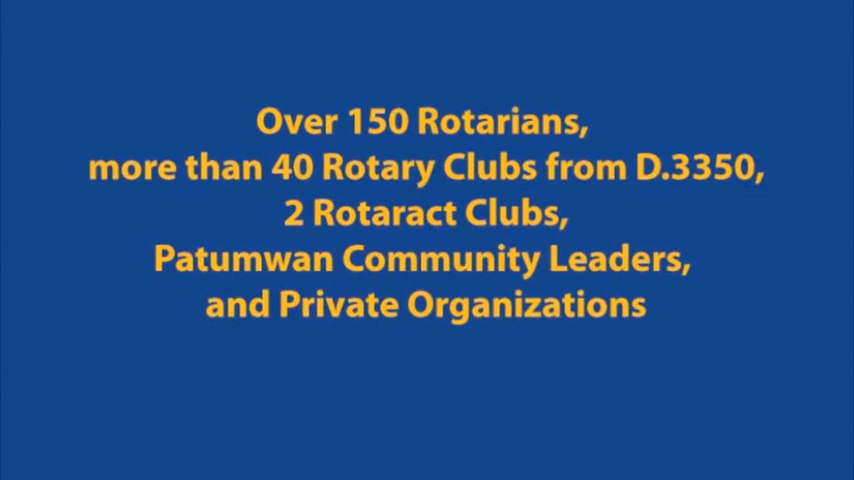 Over 150 Rotarians,
more than 40 Rotary Clubs from D.3350,
2 Rotaract Clubs,
Patumwan Community Leaders,
and Private Organizations